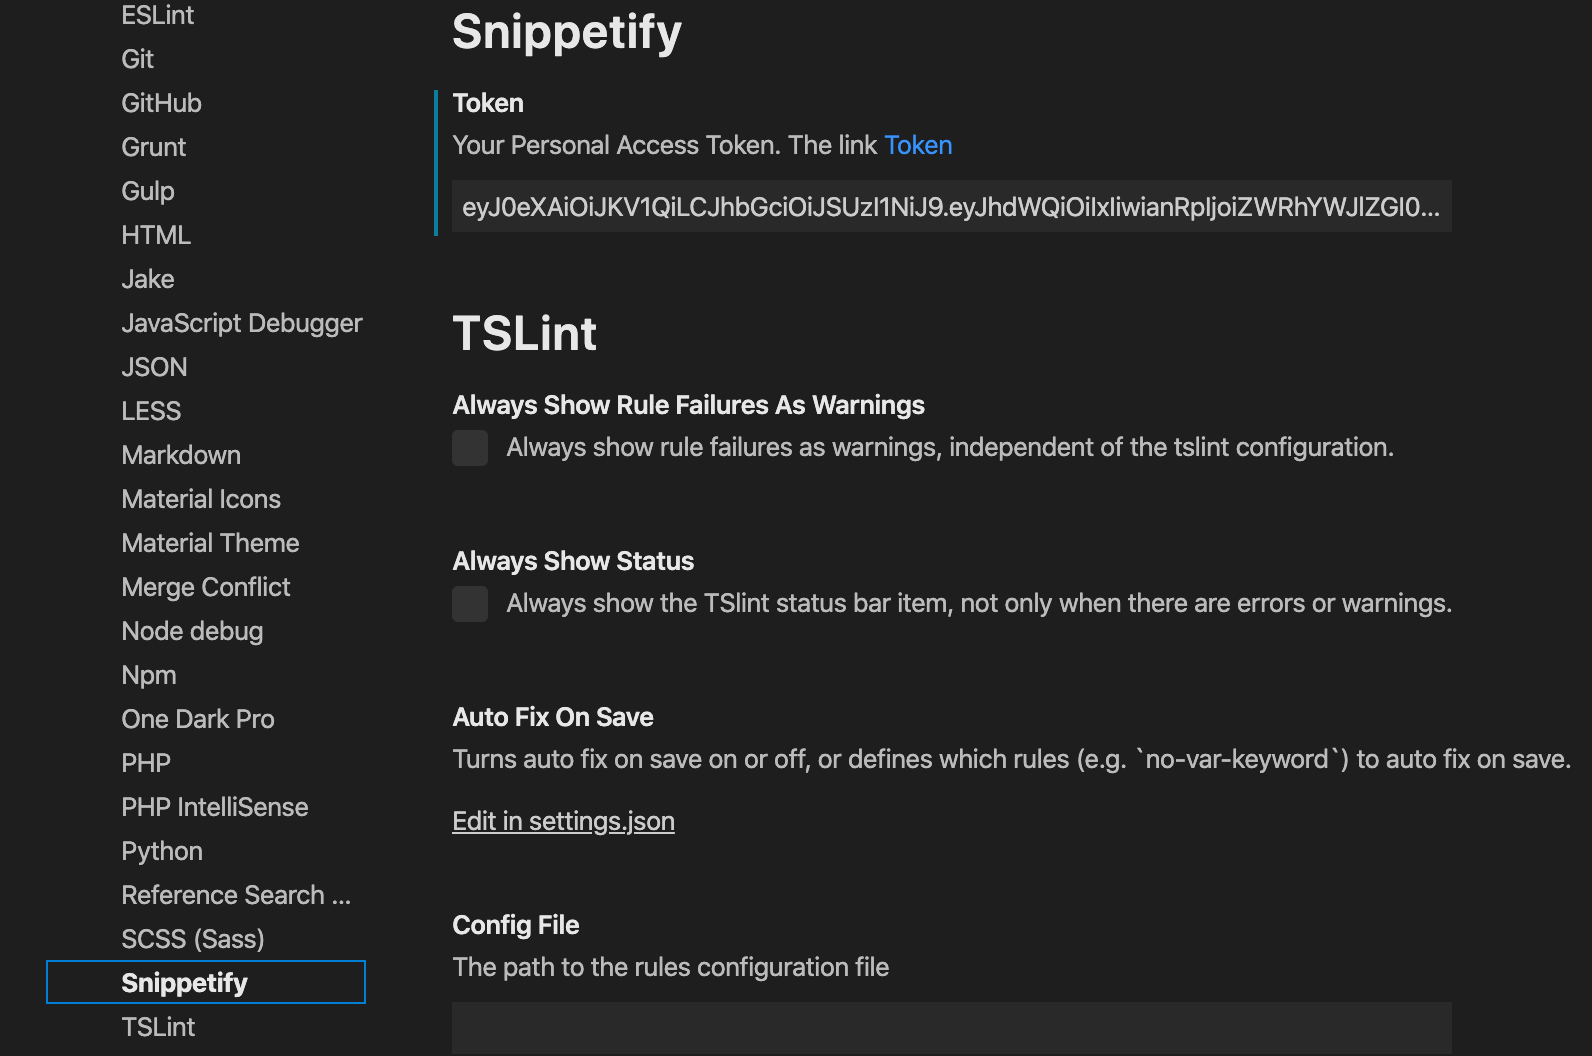 ESLint
Git
GitHub
Grunt
Gulp
HTML
Jake
JavaScript Debugger
JSON
LESS
Markdown
Material Icons
Material Theme
Merge Conflict
Node debug
Npm
One Dark Pro
PHP
PHP IntelliSense
Python
Reference Search ...
SCSS (Sass)
Snippetify
TSLint
Snippetify
Token
Your Personal Access Token. The link Token
eyJ0eXAiOiJKV1QiLCJhbGciOiJSUzI1NiJ9.eyJhdWQiOiIxIiwianRpIjoiZWRhYWJlZGI0...
TSLint
Always Show Rule Failures As Warnings
Always show rule failures as warnings, independent of the tslint configuration.
Always Show Status
Always show the TSlint status bar item, not only when there are errors or warnings.
Auto Fix On Save
Turns auto fix on save on or off, or defines which rules (e.g. `no-var-keyword`) to auto fix on save.
Edit in settings.json
Config File
The path to the rules configuration file